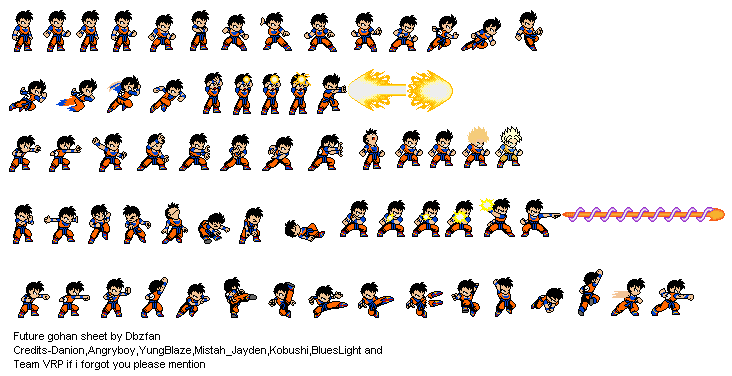 Future gohan sheet by Dbzfan
Credits-Danion,Angryboy,YungBlaze,Mistah_Jayden,Kobushi,BluesLight and
Team VRP if i forgot you please mention